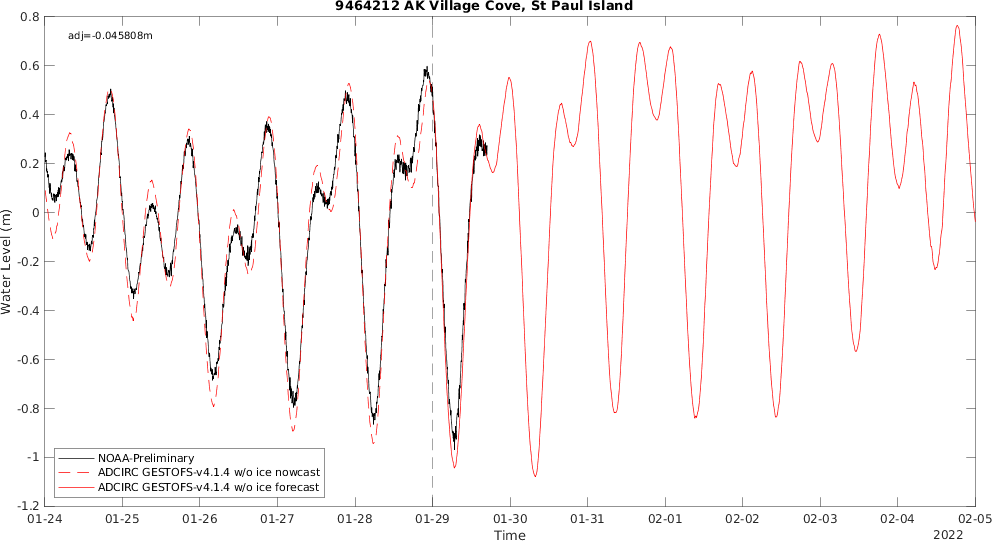 9464212 AK Village Cove, St Paul Island
adj=-0.045808m
Water Level (m)
0.8
0.6
0.4
0.2
0
-0.2
-0.4
-0.6
-0.8
-1
-1.2
NOAA-Preliminary
ADCIRC GESTOFS-v4.1.4 w/o ice nowcast
ADCIRC GESTOFS-v4.1.4 w/o ice forecast
01-24 01-25 01-26 01-27 01-28 01-29 01-30 01-31 02-01 02-02 02-03 02-04 02-05
Time
2022